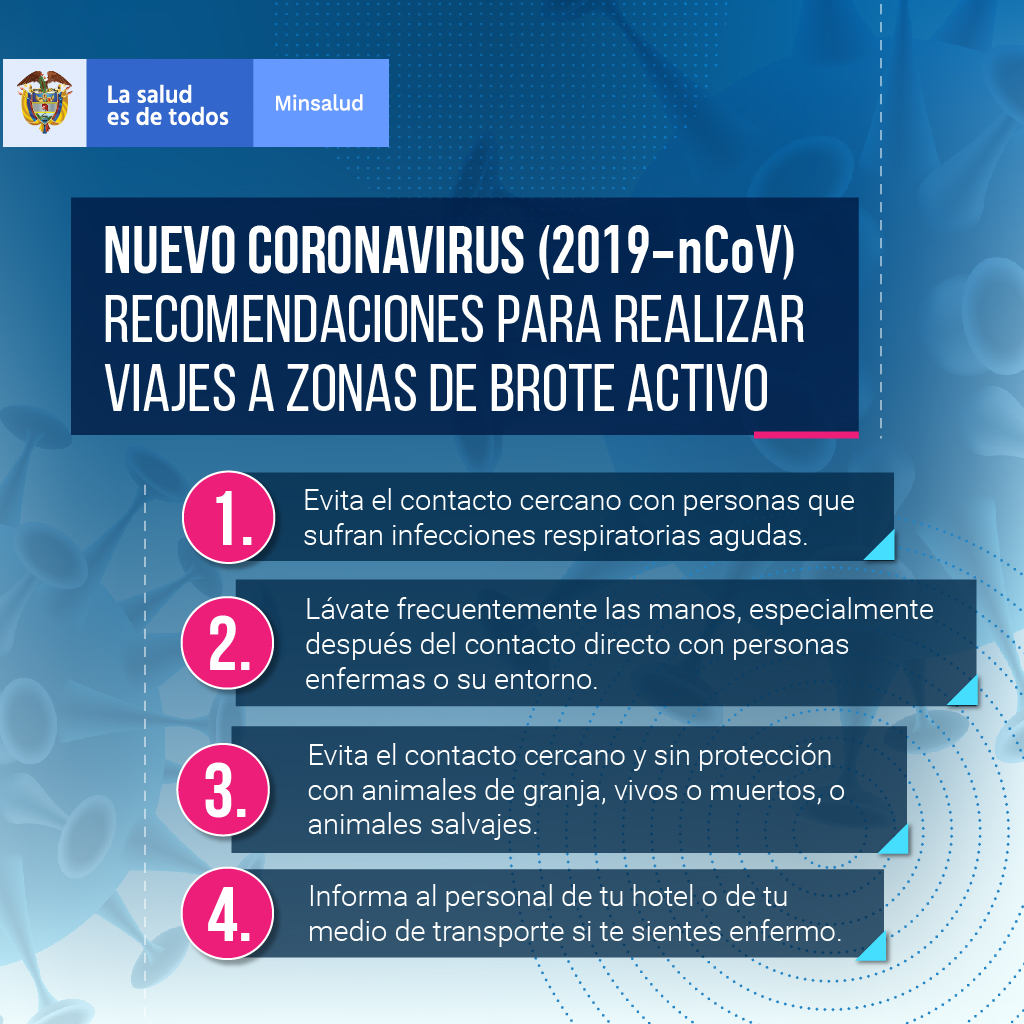 La salud
es de todos
Minsalud
NUEVO CORONAVIRUS (2019-nCoV)
RECOMENDACIONES PARA REALIZAR
VIAJES A ZONAS DE BROTE ACTIVO
1.
Evita el contacto cercano con personas que
sufran infecciones respiratorias agudas.
2.
Lávate frecuentemente las manos, especialmente
después del contacto directo con personas
enfermas o su entorno.
3.
Evita el contacto cercano y sin protección
con animales de granja, vivos o muertos, o
animales salvajes.
4.
Informa al personal de tu hotel o de tu
medio de transporte si te sientes enfermo.